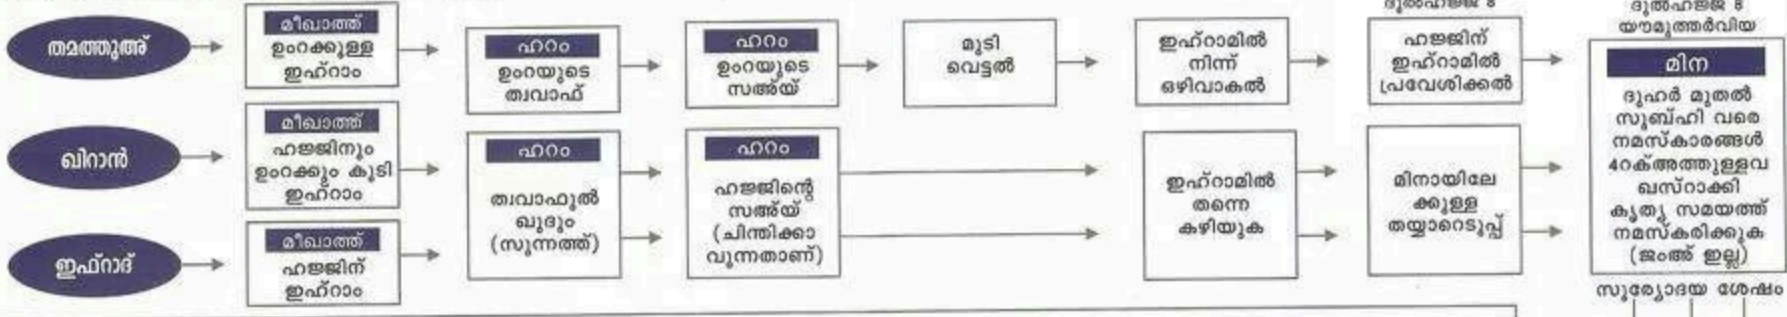 തമത്തുഅ്
മീഖാത്ത്
ഉംറക്കുള്ള
ഇഹ്റാം
ഹറം
ഉംറയുടെ
ത്വവാഫ്
ഹറം
ഉംറയുടെ
സഅ്‌യ്
മുടി
വെട്ടൽ
ഇഹ്റാമിൽ
നിന്ന്
ഒഴിവാകൽ
ദുൽഹജ്ജ് 8
ഹജ്ജിന്
ഇഹ്റാമിൽ
പ്രവേശിക്കൽ
ഖിറാൻ
മീഖാത്ത്
ഹജ്ജിനും
ഉംറക്കും കൂടി
ഇഹ്റാം
ഇഫ്റാദ്
മീഖാത്ത്
ഹജ്ജിന്
ഇഹ്റാം
ഹറം
ത്വവാഫുൽ
ഖുദും
(സുന്നത്ത്)
ഹറം
ഹജ്ജിന്റെ
സഅ്‌യ്
(ചിന്തിക്കാ
വുന്നതാണ്)
ഇഹ്റാമിൽ
തന്നെ
കഴിയുക
മിനായിലേ
ക്കുള്ള
തയ്യാറെടുപ്പ്
ദുൽഹജ്ജ് 8
യൗമുത്തർവിയ
മിന
ദുഹർ മുതൽ
സുബ്ഹി വരെ
നമസ്കാരങ്ങൾ
4റക്അത്തുള്ളവ
ഖസ്റാക്കി
കൃത്യ സമയത്ത്
നമസ്കരിക്കുക
(ജംഅ് ഇല്ല)
സൂര്യോദയ ശേഷം